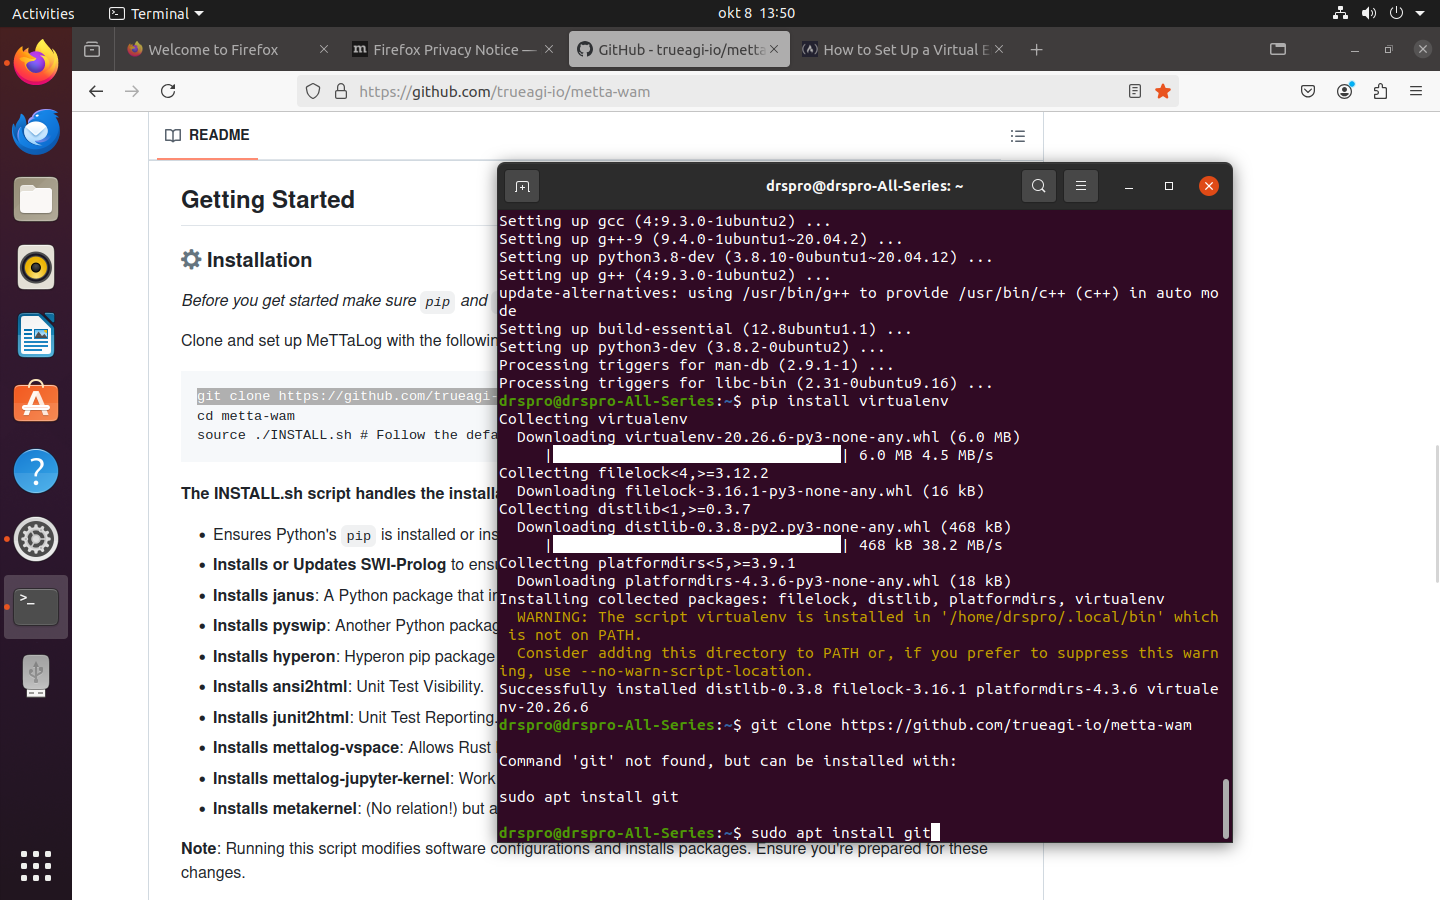 Activities
Terminal
okt 8 13:50
Welcome to Firefox
Firefox Privacy Notice —
GitHub - trueagi-io/metta
How to Set Up a Virtual E
https://github.com/trueagi-io/metta-wam
README
Getting Started
Installation
Before you get started make sure pip and
Clone and set up MeTTaLog with the followin
git clone https://github.com/trueagi-
cd metta-wam
source ./INSTALL.sh # Follow the defa
The INSTALL.sh script handles the installa
Ensures Python's pip is installed or ins
Installs or Updates SWI-Prolog to ensu
Installs janus: A Python package that in
Installs pyswip: Another Python packag
Installs hyperon: Hyperon pip package
Installs ansi2html: Unit Test Visibility.
Installs junit2html: Unit Test Reporting.
Installs mettalog-vspace: Allows Rust
Installs mettalog-jupyter-kernel: Work
Installs metakernel: (No relation!) but a
Note: Running this script modifies software configurations and installs packages. Ensure you're prepared for these
changes.
drspro@drspro-All-Series: ~
Setting up gcc (4:9.3.0-1ubuntu2) ...
Setting up g++-9 (9.4.0-1ubuntu1~20.04.2) ...
Setting up python3.8-dev (3.8.10-0ubuntu1~20.04.12) ...
Setting up g++ (4:9.3.0-1ubuntu2) ...
update-alternatives: using /usr/bin/g++ to provide /usr/bin/c++ (c++) in auto mo
de
Setting up build-essential (12.8ubuntu1.1) ...
Setting up python3-dev (3.8.2-0ubuntu2) ...
Processing triggers for man-db (2.9.1-1) ...
Processing triggers for libc-bin (2.31-0ubuntu9.16) ...
drspro@drspro-All-Series:~$ pip install virtualenv
Collecting virtualenv
Downloading virtualenv-20.26.6-py3-none-any.whl (6.0 MB)
| | 6.0 MB 4.5 MB/s
Collecting filelock<4,>=3.12.2
Downloading filelock-3.16.1-py3-none-any.whl (16 kB)
Collecting distlib<1,>=0.3.7
Downloading distlib-0.3.8-py2.py3-none-any.whl (468 kB)
| | 468 kB 38.2 MB/s
Collecting platformdirs<5,>=3.9.1
Downloading platformdirs-4.3.6-py3-none-any.whl (18 kB)
Installing collected packages: filelock, distlib, platformdirs, virtualenv
WARNING: The script virtualenv is installed in '/home/drspro/.local/bin' which
is not on PATH.
Consider adding this directory to PATH or, if you prefer to suppress this warn
ing, use --no-warn-script-location.
Successfully installed distlib-0.3.8 filelock-3.16.1 platformdirs-4.3.6 virtuale
nv-20.26.6
drspro@drspro-All-Series:~$ git clone https://github.com/trueagi-io/metta-wam
Command 'git' not found, but can be installed with:
sudo apt install git
drspro@drspro-All-Series:~$ sudo apt install git